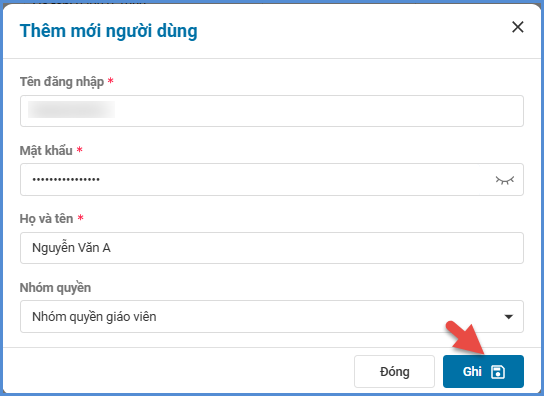 Thêm mới người dùng
Tên đăng nhập *
Mật khẩu *
••••••••••••••••
Họ và tên *
Nguyễn Văn A
Nhóm quyền
Nhóm quyền giáo viên
Đóng
Ghi